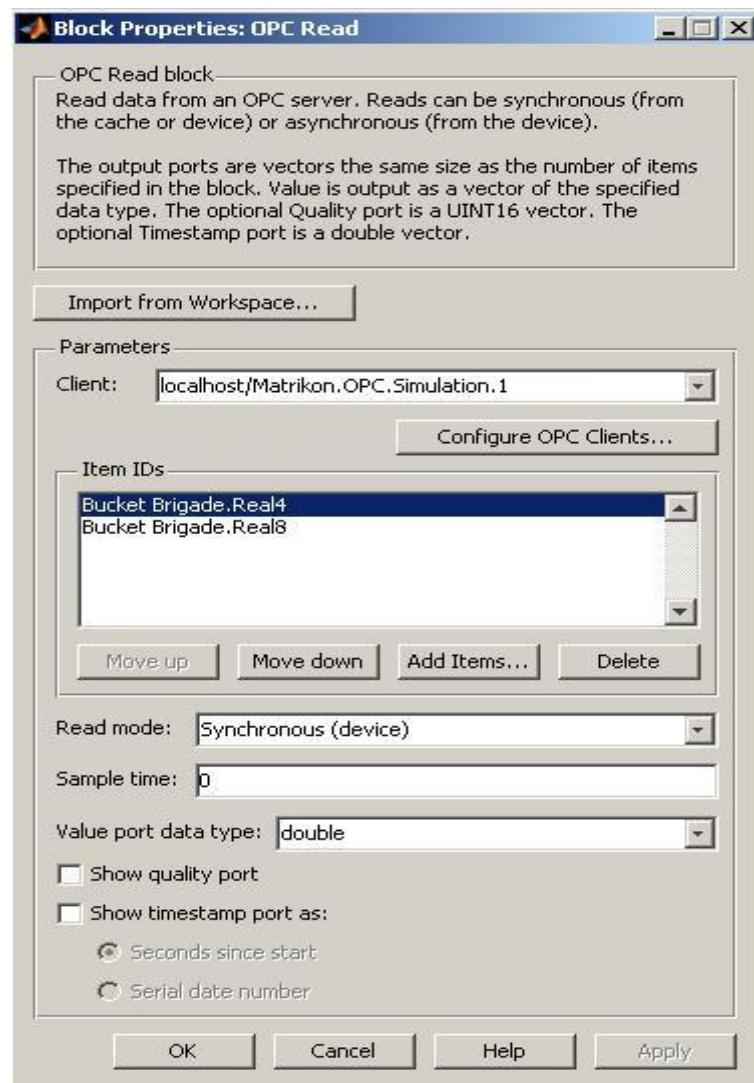 Block Properties: OPC Read
OPC Read block
Read data from an OPC server. Reads can be synchronous (from
the cache or device) or asynchronous (from the device).
The output ports are vectors the same size as the number of items
specified in the block. Value is output as a vector of the specified
data type. The optional Quality port is a UINT16 vector. The
optional Timestamp port is a double vector.
Import from Workspace...
Parameters
Client: localhost/Matrikon.OPC.Simulation.1
Configure OPC Clients...
Item IDs
Bucket Brigade.Real4
Bucket Brigade.Real8
Move up Move down Add Items... Delete
Read mode: Synchronous (device)
Sample time: 0
Value port data type: double
Show quality port
Show timestamp port as:
Seconds since start
Serial date number
OK Cancel Help Apply